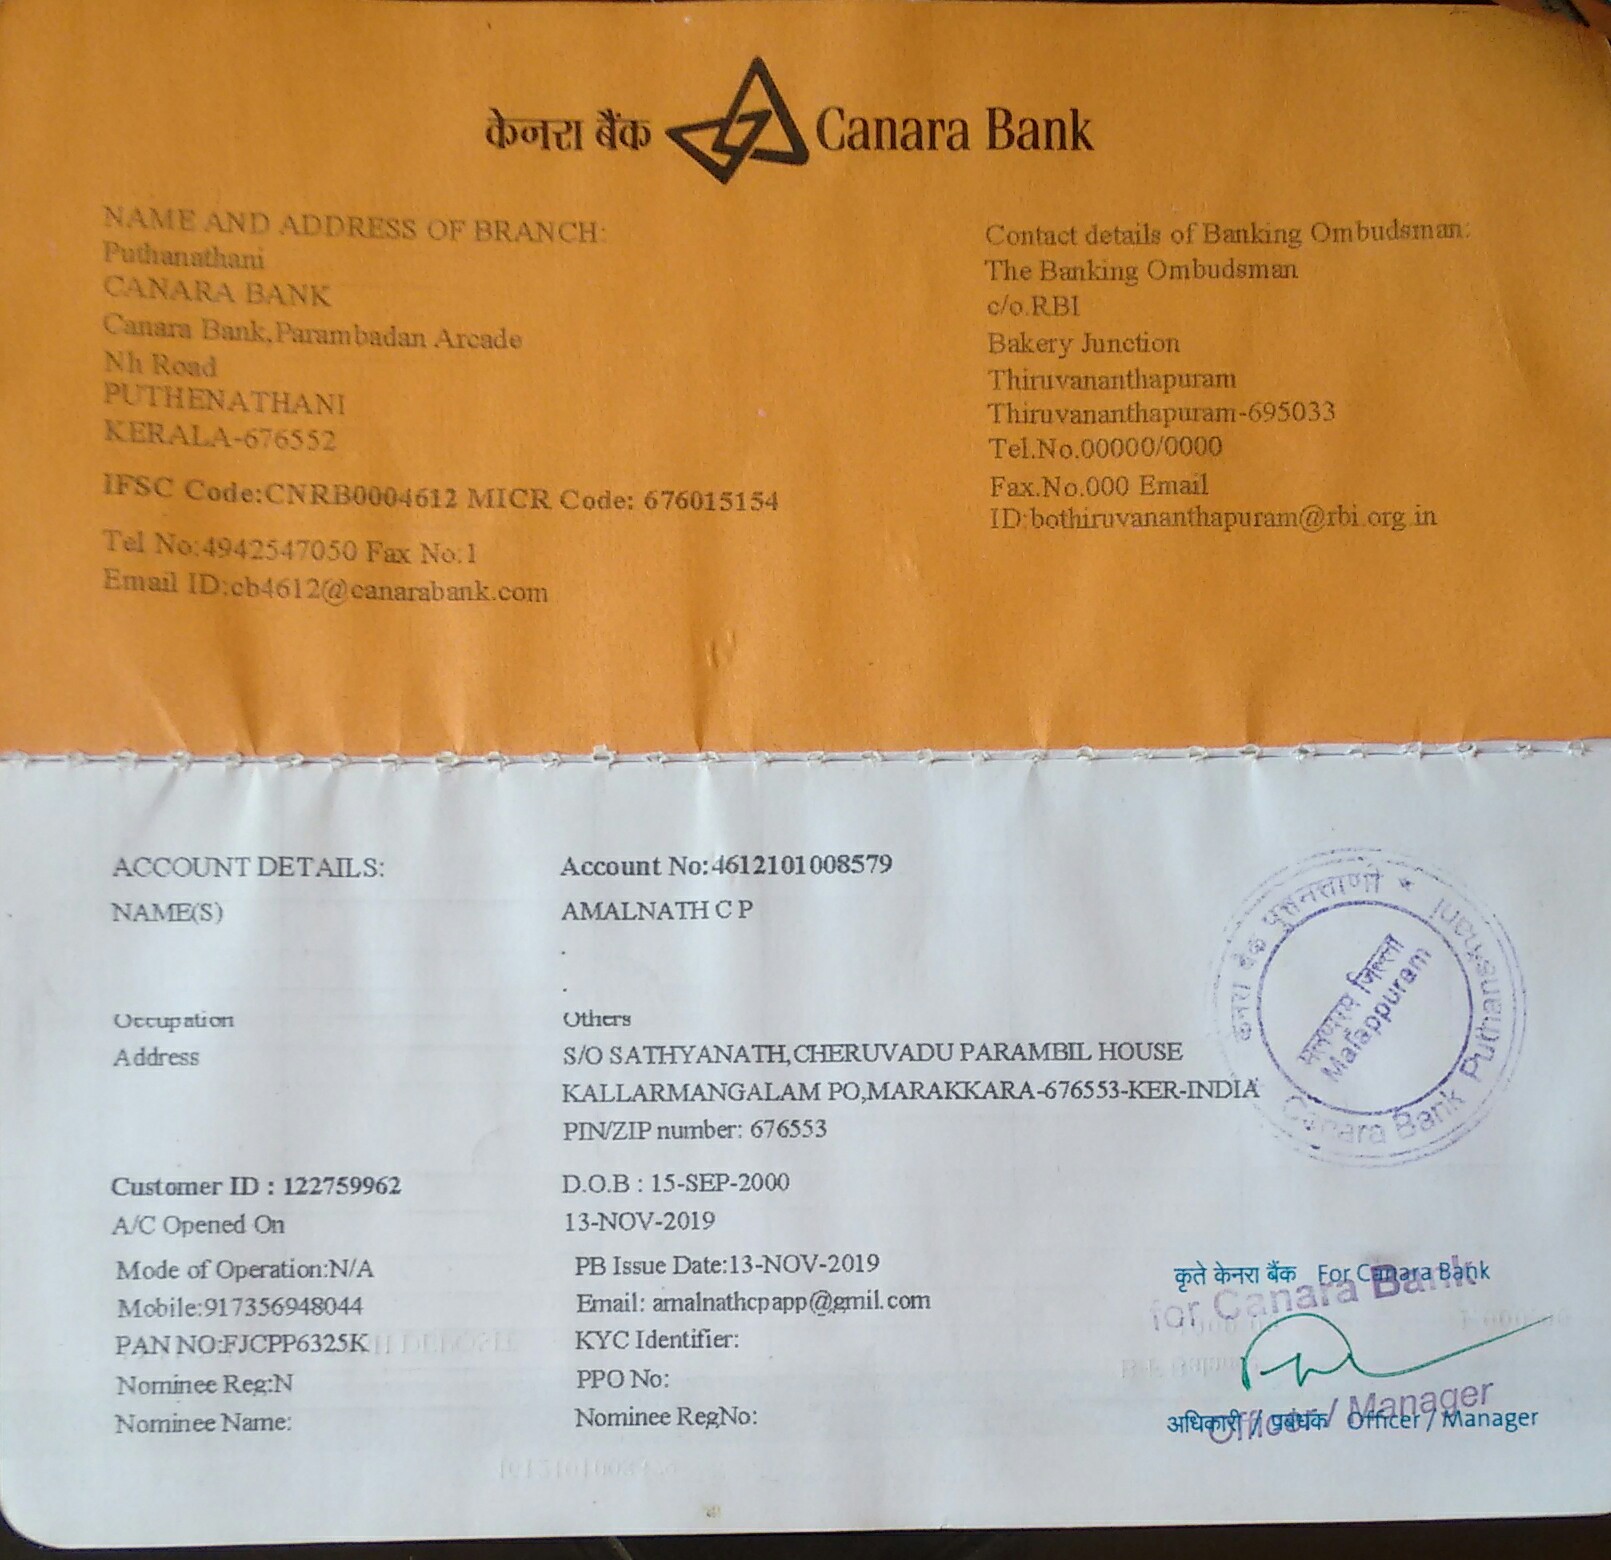 केनरा बैंक Canara Bank
NAME AND ADDRESS OF BRANCH:
Puthanathani
CANARA BANK
Canara Bank,Parambadan Arcade
Nh Road
PUTHENATHANI
KERALA-676552
IFSC Code:CNRB0004612 MICR Code: 676015154
Tel No:4942547050 Fax No:1
Email ID:cb4612@canarabank.com
Contact details of Banking Ombudsman:
The Banking Ombudsman
c/o.RBI
Bakery Junction
Thiruvananthapuram
Thiruvananthapuram-695033
Tel.No.00000/0000
Fax.No.000 Email
ID:bothiruvananthapuram@rbi.org.in
ACCOUNT DETAILS: Account No:4612101008579
NAME(S) AMALNATH C P
.
.
Occupation Others
Address S/O SATHYANATH,CHERUVADU PARAMBIL HOUSE
KALLARMANGALAM PO,MARAKKARA-676553-KER-INDIA
PIN/ZIP number: 676553
Customer ID : 122759962 D.O.B : 15-SEP-2000
A/C Opened On 13-NOV-2019
Mode of Operation:N/A PB Issue Date:13-NOV-2019
Mobile:917356948044 Email: amalnathcpapp@gmil.com
PAN NO:FJCPP6325K KYC Identifier:
Nominee Reg:N PPO No:
Nominee Name: Nominee RegNo:
Canara Bank Puthanathani
Malappuram
कृते केनरा बैंक For Canara Bank
for Canara Bank
Officer / Manager
अधिकारी / प्रबंधक Officer / Manager